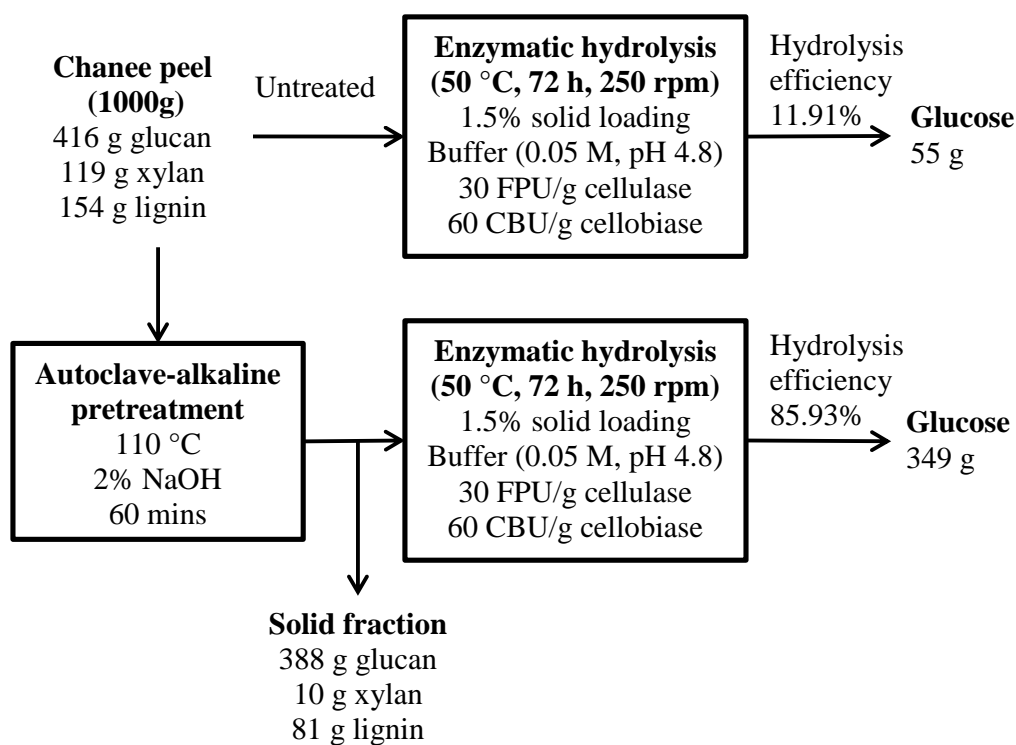 Chanee peel
(1000g)
416 g glucan
119 g xylan
154 g lignin
Untreated
Enzymatic hydrolysis
(50 °C, 72 h, 250 rpm)
1.5% solid loading
Buffer (0.05 M, pH 4.8)
30 FPU/g cellulase
60 CBU/g cellobiase
Hydrolysis
efficiency
11.91%
Glucose
55 g
Autoclave-alkaline
pretreatment
110 °C
2% NaOH
60 mins
Enzymatic hydrolysis
(50 °C, 72 h, 250 rpm)
1.5% solid loading
Buffer (0.05 M, pH 4.8)
30 FPU/g cellulase
60 CBU/g cellobiase
Hydrolysis
efficiency
85.93%
Glucose
349 g
Solid fraction
388 g glucan
10 g xylan
81 g lignin